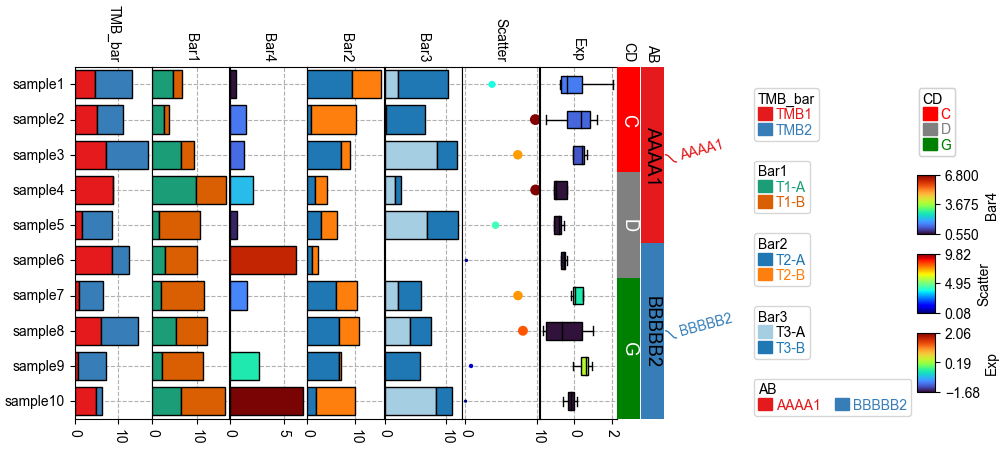 TMB_bar
Bar1
Bar4
Bar2
Bar3
Scatter
Exp
CD
AB
sample1
sample2
sample3
sample4
sample5
sample6
sample7
sample8
sample9
sample10
0
10
0
10
0
5
0
10
0
10
0
10
0
2
C
D
G
AAAA1
BBBBB2
AAAA1
BBBBB2
TMB_bar
TMB1
TMB2
Bar1
T1-A
T1-B
Bar2
T2-A
T2-B
Bar3
T3-A
T3-B
AB
AAAA1 BBBBB2
CD
C
D
G
6.800
3.675
0.550
Bar4
9.82
4.95
0.08
Scatter
2.06
0.19
−1.68
Exp